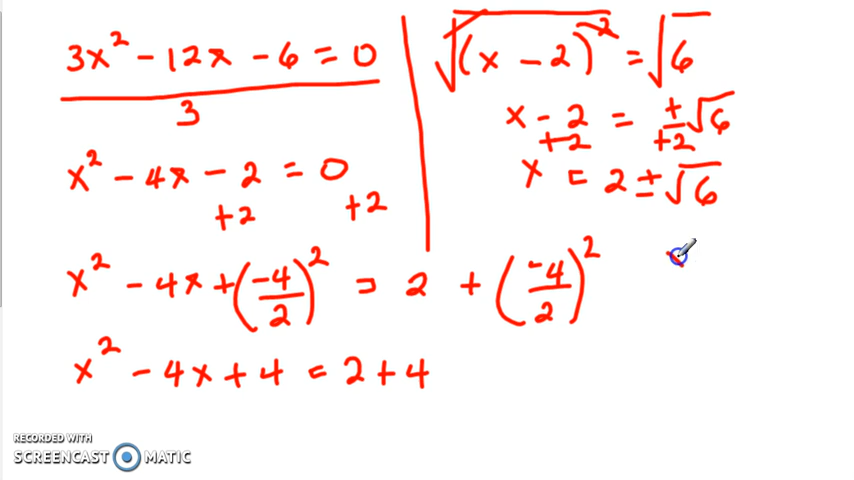 3x² - 12x - 6 = 0
3
x² - 4x - 2 = 0
+2 +2
x² - 4x + (-4/2)² = 2 + (-4/2)²
x² - 4x + 4 = 2 + 4
√(x - 2)² = √6
x - 2 = ±√6
+2 +2
x = 2 ± √6
RECORDED WITH
SCREENCAST MATIC